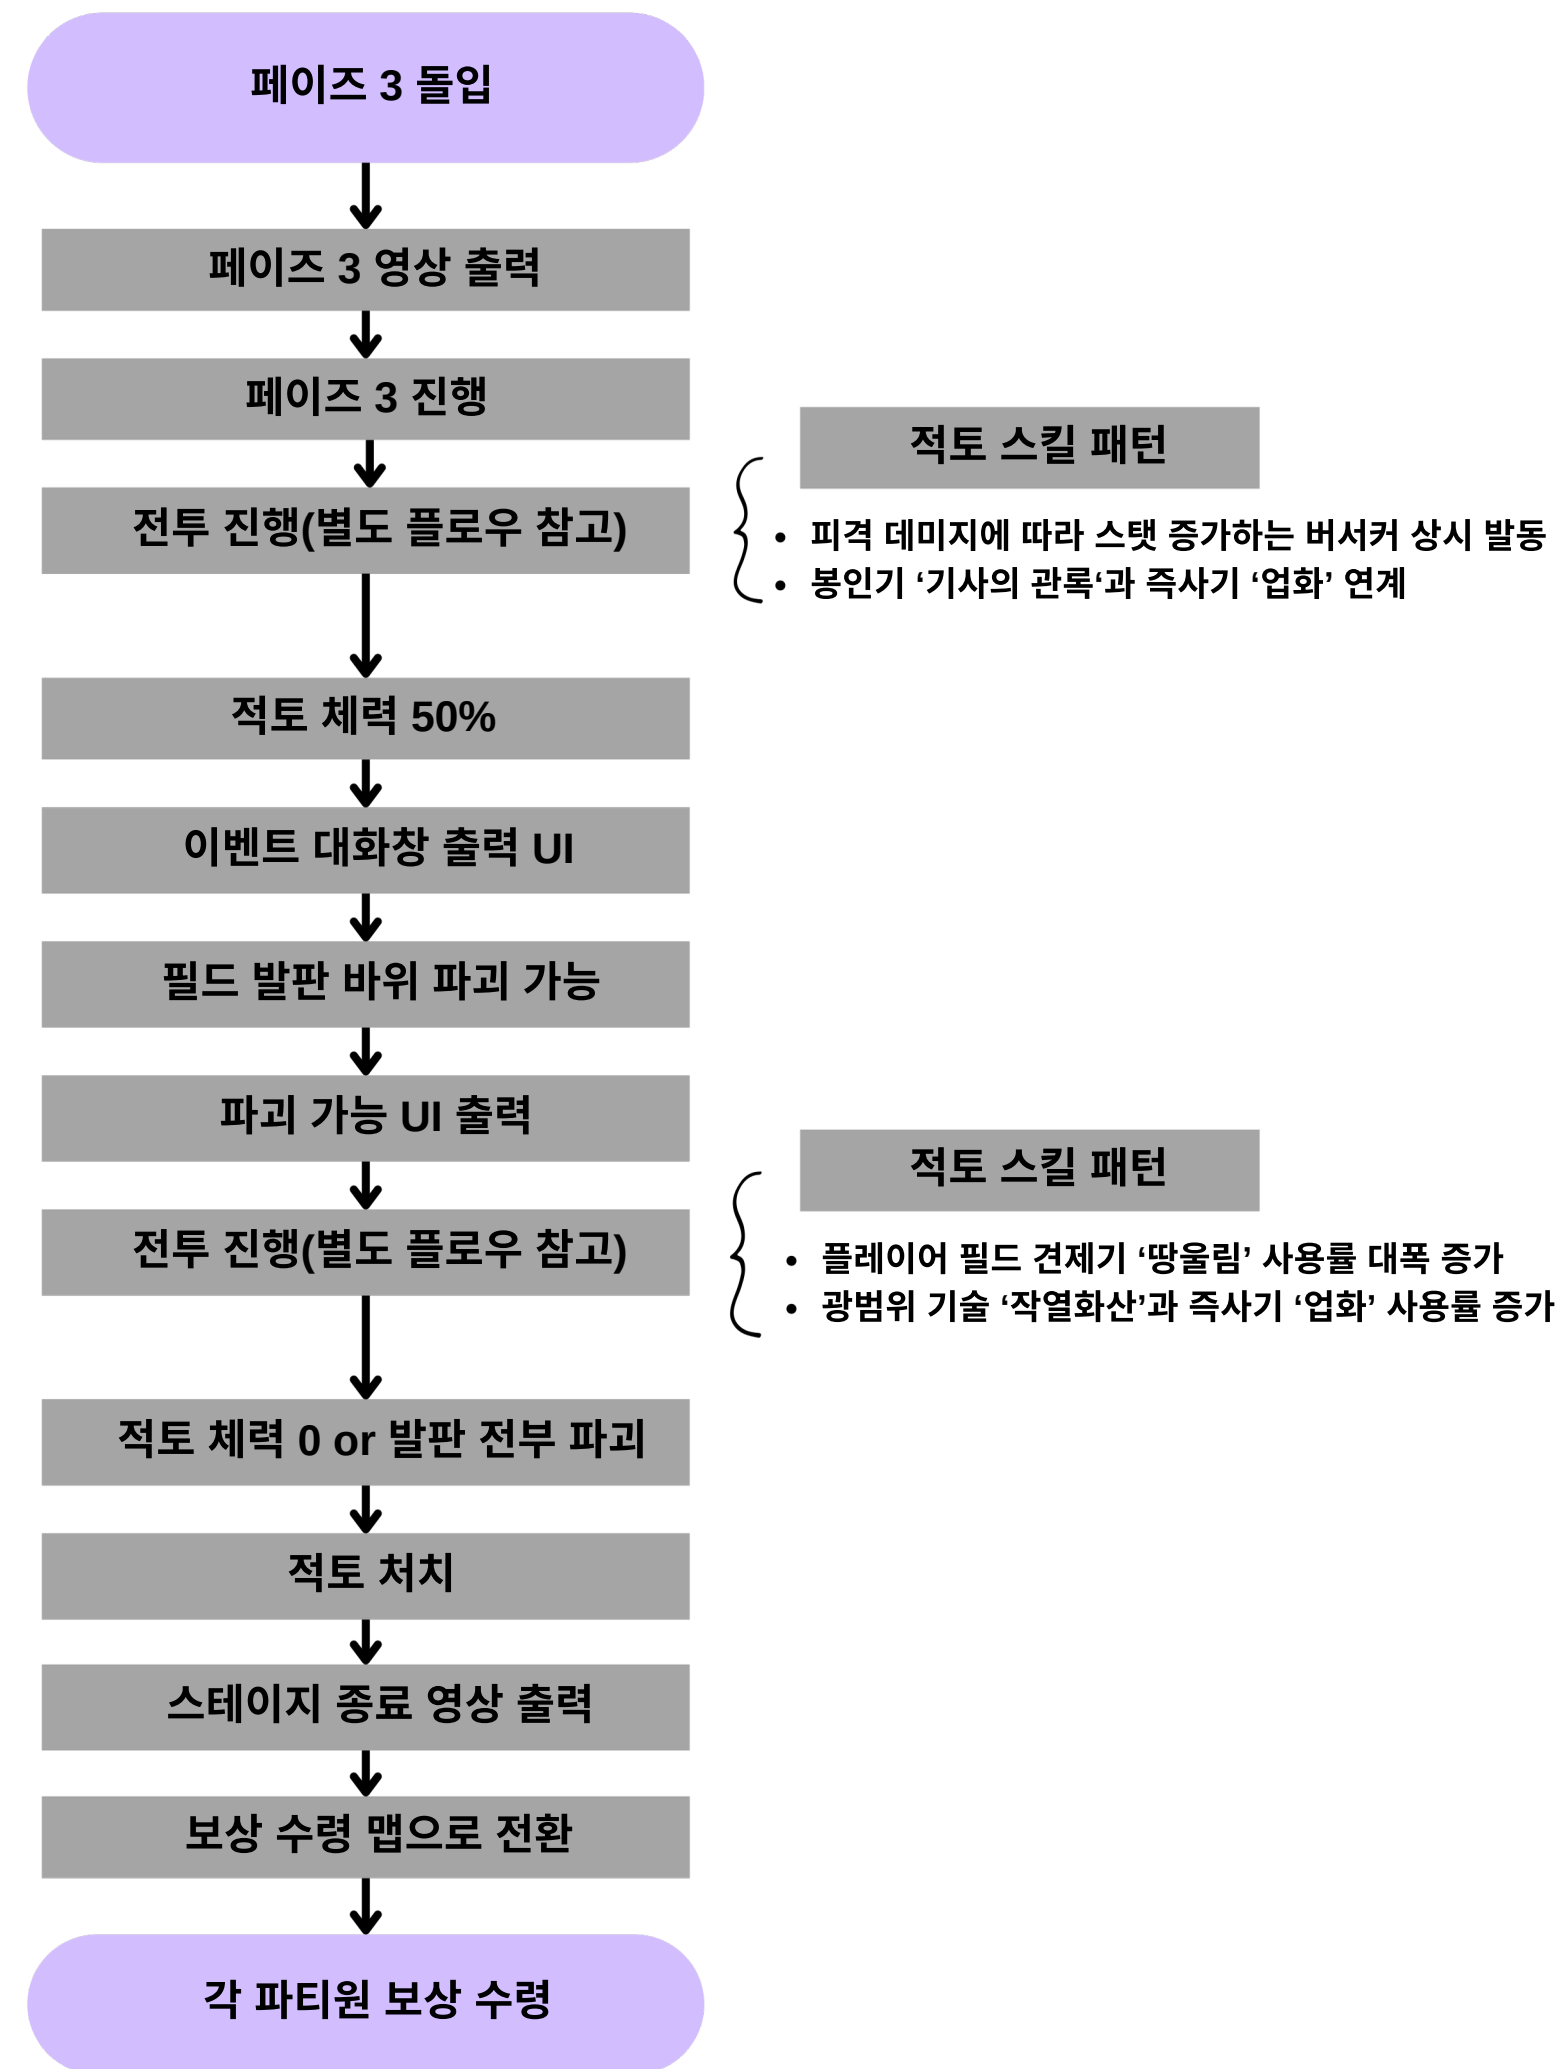 페이즈 3 돌입
페이즈 3 영상 출력
페이즈 3 진행
전투 진행(별도 플로우 참고)
적토 스킬 패턴
• 피격 데미지에 따라 스탯 증가하는 버서커 상시 발동
• 봉인기 ‘기사의 관록‘과 즉사기 ‘업화’ 연계
적토 체력 50%
이벤트 대화창 출력 UI
필드 발판 바위 파괴 가능
파괴 가능 UI 출력
전투 진행(별도 플로우 참고)
적토 스킬 패턴
• 플레이어 필드 견제기 ‘땅울림’ 사용률 대폭 증가
• 광범위 기술 ‘작열화산’과 즉사기 ‘업화’ 사용률 증가
적토 체력 0 or 발판 전부 파괴
적토 처치
스테이지 종료 영상 출력
보상 수령 맵으로 전환
각 파티원 보상 수령